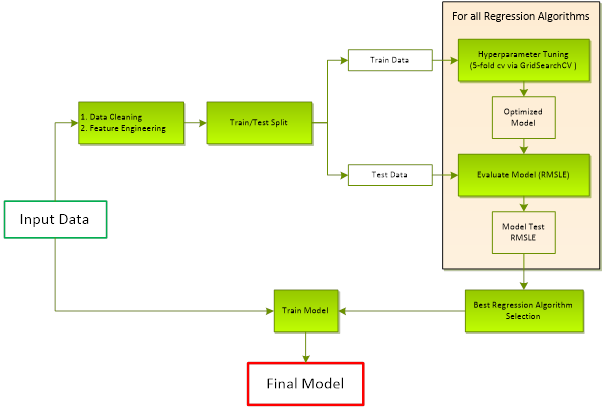 For all Regression Algorithms
Train Data
Hyperparameter Tuning
(5-fold cv via GridSearchCV )
1. Data Cleaning
2. Feature Engineering
Train/Test Split
Optimized
Model
Test Data
Evaluate Model (RMSLE)
Input Data
Model Test
RMSLE
Train Model
Best Regression Algorithm
Selection
Final Model